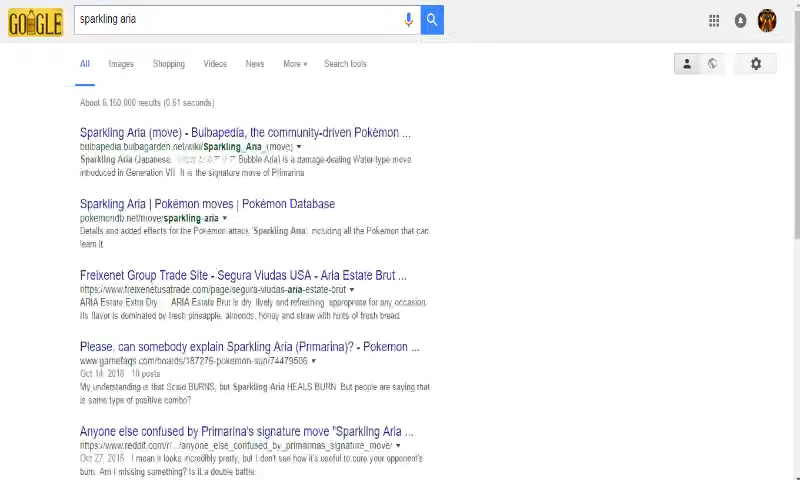 GOOGLE
sparkling aria
All Images Shopping Videos News More Search tools
About 6,160,000 results (0.61 seconds)
Sparkling Aria (move) - Bulbapedia, the community-driven Pokémon ...
bulbapedia.bulbagarden.net/wiki/Sparkling_Aria_(move)
Sparkling Aria (Japanese: Bubble Aria) is a damage-dealing Water-type move
introduced in Generation VII. It is the signature move of Primarina
Sparkling Aria | Pokémon moves | Pokémon Database
pokemondb.net/move/sparkling-aria
Details and added effects for the Pokémon attack 'Sparkling Aria', including all the Pokémon that can
learn it
Freixenet Group Trade Site - Segura Viudas USA - Aria Estate Brut ...
https://www.freixenetusatrade.com/page/segura-viudas-aria-estate-brut
ARIA Estate Extra Dry ... ARIA Estate Brut is dry, lively and refreshing, appropriate for any occasion.
Its flavor is dominated by fresh pineapple, almonds, honey and straw with hints of fresh bread.
Please, can somebody explain Sparkling Aria (Primarina)? - Pokemon ...
www.gamefaqs.com/boards/187276-pokemon-sun/74479506
Oct 14, 2016 10 posts
My understanding is that Scald BURNS, but Sparkling Aria HEALS BURN. But people are saying that
is some type of positive combo?
Anyone else confused by Primarina's signature move "Sparkling Aria ...
https://www.reddit.com/r/.../anyone_else_confused_by_primarinas_signature_move/
Oct 27, 2016 I mean it looks incredibly pretty, but I don't see how it's useful to cure your opponent's
burn. Am I missing something? Is it a double battle